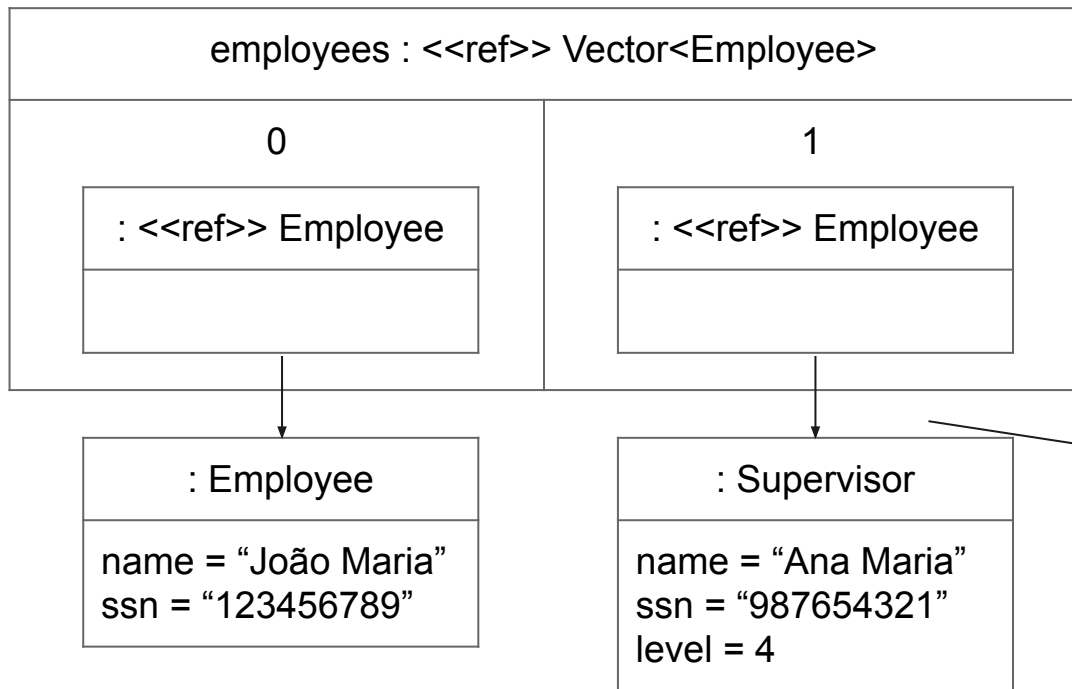 employees : <<ref>> Vector<Employee>
0
1
: <<ref>> Employee
: <<ref>> Employee
: Employee
name = “João Maria”
ssn = “123456789”
: Supervisor
name = “Ana Maria”
ssn = “987654321”
level = 4